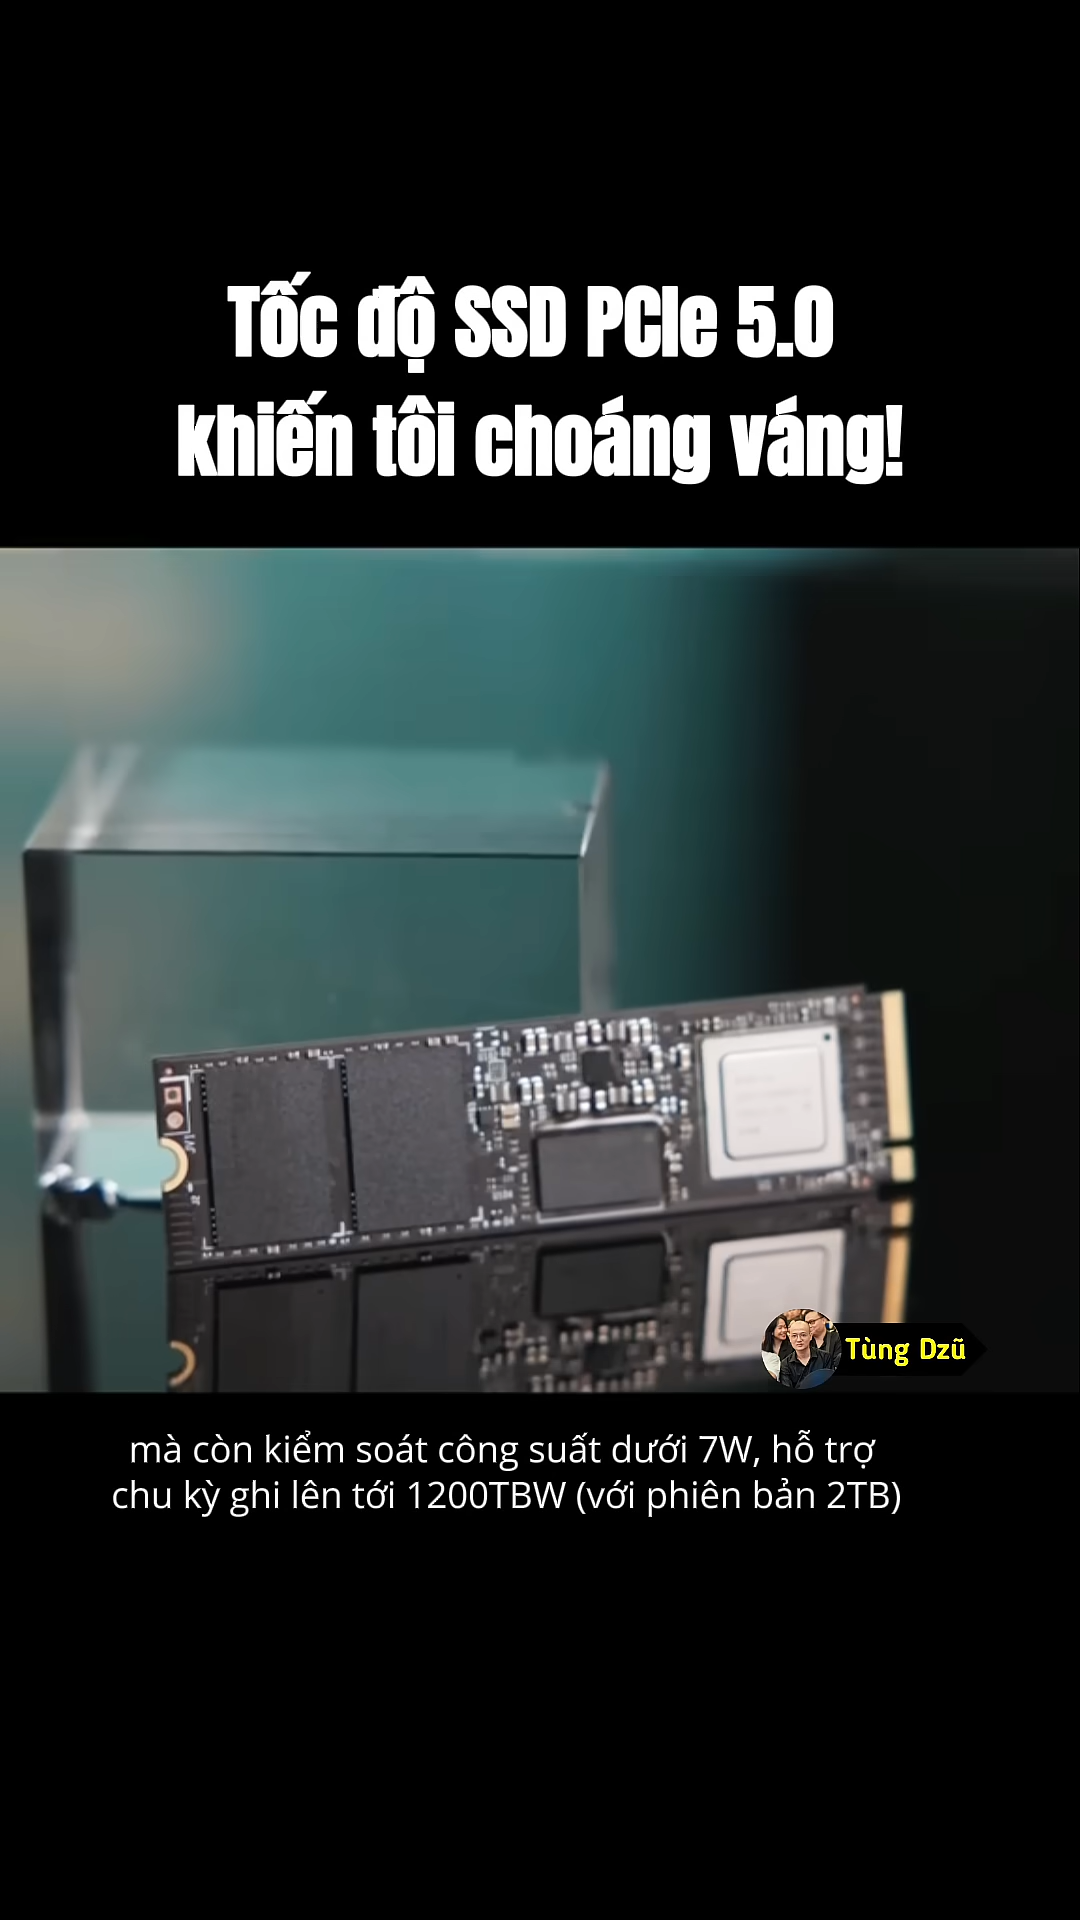 Tốc độ SSD PCIe 5.0
khiến tôi choáng váng!
Tùng Dzũ
mà còn kiểm soát công suất dưới 7W, hỗ trợ
chu kỳ ghi lên tới 1200TBW (với phiên bản 2TB)